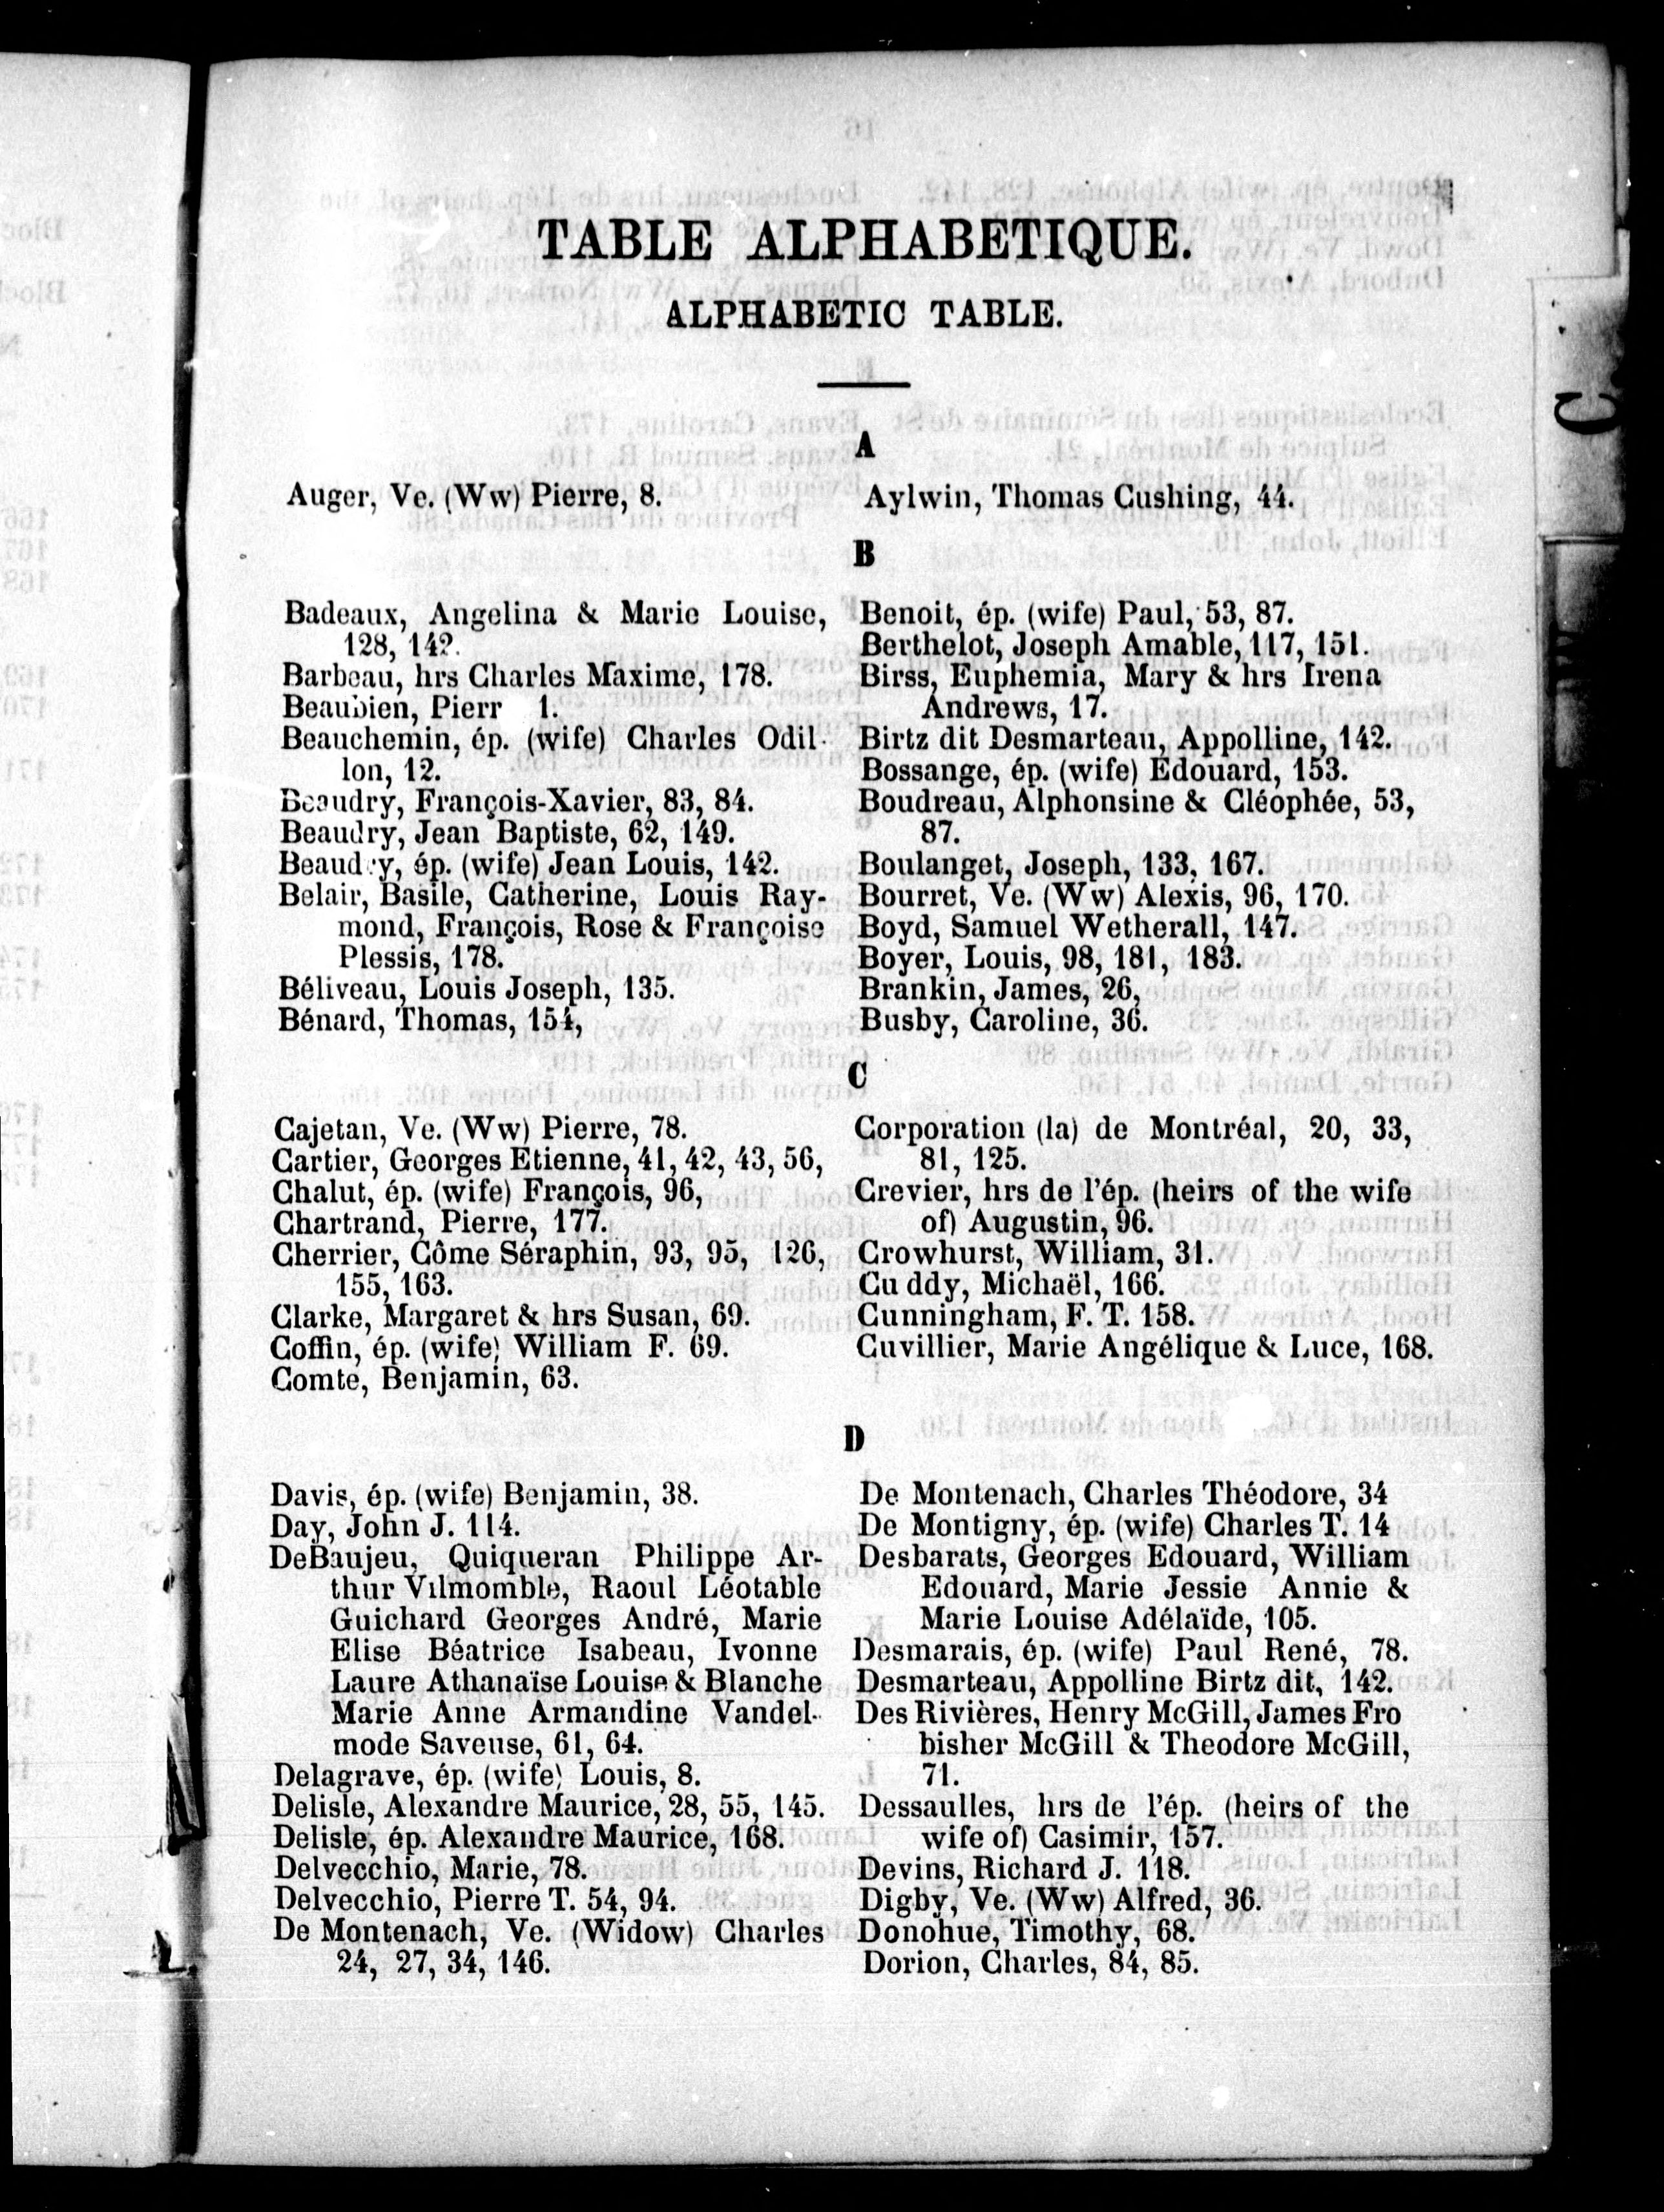 TABLE ALPHABETIQUE.
ALPHABETIC TABLE.
A
Auger, Ve. (Ww) Pierre, 8.
Aylwin, Thomas Cushing, 44.
B
Badeaux, Angelina & Marie Louise,
128, 142.
Barbeau, hrs Charles Maxime, 178.
Beaubien, Pierr 1.
Beauchemin, ép. (wife) Charles Odil-
lon, 12.
Beaudry, François-Xavier, 83, 84.
Beaudry, Jean Baptiste, 62, 149.
Beaudry, ép. (wife) Jean Louis, 142.
Belair, Basile, Catherine, Louis Ray-
mond, François, Rose & Françoise
Plessis, 178.
Béliveau, Louis Joseph, 135.
Bénard, Thomas, 154,
Benoit, ép. (wife) Paul, 53, 87.
Berthelot, Joseph Amable, 117, 151.
Birss, Euphemia, Mary & hrs Irena
Andrews, 17.
Birtz dit Desmarteau, Appolline, 142.
Bossange, ép. (wife) Edouard, 153.
Boudreau, Alphonsine & Cléophée, 53,
87.
Boulanget, Joseph, 133, 167.
Bourret, Ve. (Ww) Alexis, 96, 170.
Boyd, Samuel Wetherall, 147.
Boyer, Louis, 98, 181, 183.
Brankin, James, 26,
Busby, Caroline, 36.
C
Cajetan, Ve. (Ww) Pierre, 78.
Cartier, Georges Etienne, 41, 42, 43, 56,
Chalut, ép. (wife) François, 96,
Chartrand, Pierre, 177.
Cherrier, Côme Séraphin, 93, 95, 126,
155, 163.
Clarke, Margaret & hrs Susan, 69.
Coffin, ép. (wife) William F. 69.
Comte, Benjamin, 63.
Corporation (la) de Montréal, 20, 33,
81, 125.
Crevier, hrs de l'ép. (heirs of the wife
of) Augustin, 96.
Crowhurst, William, 31.
Cu ddy, Michaël, 166.
Cunningham, F. T. 158.
Cuvillier, Marie Angélique & Luce, 168.
D
Davis, ép. (wife) Benjamin, 38.
Day, John J. 114.
DeBaujeu, Quiqueran Philippe Ar-
thur Vilmomble, Raoul Léotable
Guichard Georges André, Marie
Elise Béatrice Isabeau, Ivonne
Laure Athanaïse Louise & Blanche
Marie Anne Armandine Vandel-
mode Saveuse, 61, 64.
Delagrave, ép. (wife) Louis, 8.
Delisle, Alexandre Maurice, 28, 55, 145.
Delisle, ép. Alexandre Maurice, 168.
Delvecchio, Marie, 78.
Delvecchio, Pierre T. 54, 94.
De Montenach, Ve. (Widow) Charles
24, 27, 34, 146.
De Montenach, Charles Théodore, 34
De Montigny, ép. (wife) Charles T. 14
Desbarats, Georges Edouard, William
Edouard, Marie Jessie Annie &
Marie Louise Adélaïde, 105.
Desmarais, ép. (wife) Paul René, 78.
Desmarteau, Appolline Birtz dit, 142.
Des Rivières, Henry McGill, James Fro
bisher McGill & Theodore McGill,
71.
Dessaulles, hrs de l'ép. (heirs of the
wife of) Casimir, 157.
Devins, Richard J. 118.
Digby, Ve. (Ww) Alfred, 36.
Donohue, Timothy, 68.
Dorion, Charles, 84, 85.